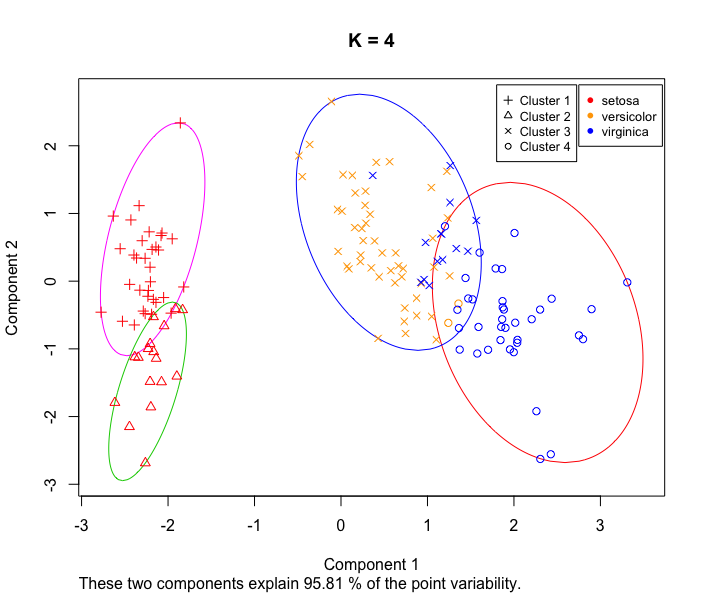 K = 4
Cluster 1
Cluster 2
Cluster 3
Cluster 4
setosa
versicolor
virginica
Component 2
2
1
0
-1
-2
-3
-3 -2 -1 0 1 2 3
Component 1
These two components explain 95.81 % of the point variability.